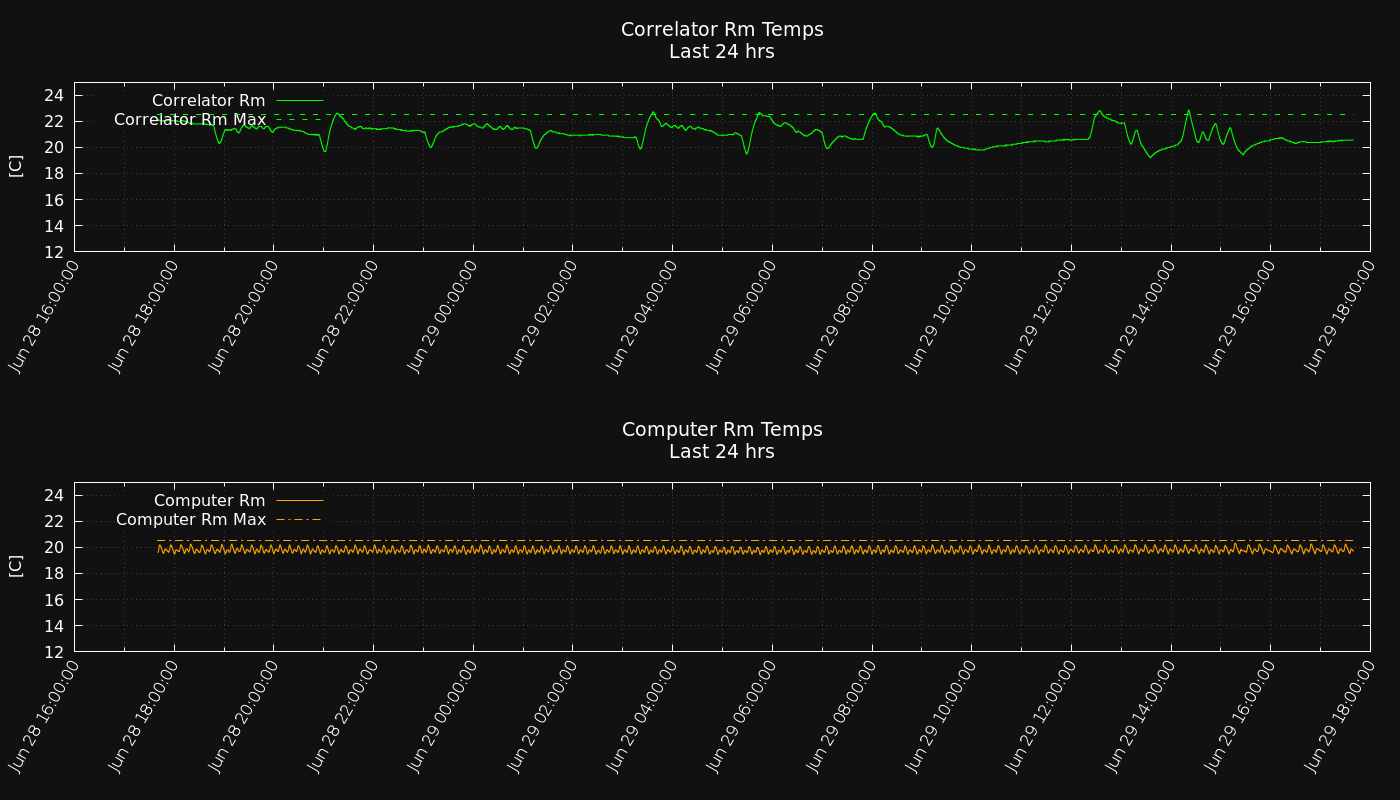 Correlator Rm Temps
Last 24 hrs
Correlator Rm
Correlator Rm Max
[C]
24
22
20
18
16
14
12
Jun 28 16:00:00
Jun 28 18:00:00
Jun 28 20:00:00
Jun 28 22:00:00
Jun 29 00:00:00
Jun 29 02:00:00
Jun 29 04:00:00
Jun 29 06:00:00
Jun 29 08:00:00
Jun 29 10:00:00
Jun 29 12:00:00
Jun 29 14:00:00
Jun 29 16:00:00
Jun 29 18:00:00
Computer Rm Temps
Last 24 hrs
Computer Rm
Computer Rm Max
[C]
24
22
20
18
16
14
12
Jun 28 16:00:00
Jun 28 18:00:00
Jun 28 20:00:00
Jun 28 22:00:00
Jun 29 00:00:00
Jun 29 02:00:00
Jun 29 04:00:00
Jun 29 06:00:00
Jun 29 08:00:00
Jun 29 10:00:00
Jun 29 12:00:00
Jun 29 14:00:00
Jun 29 16:00:00
Jun 29 18:00:00